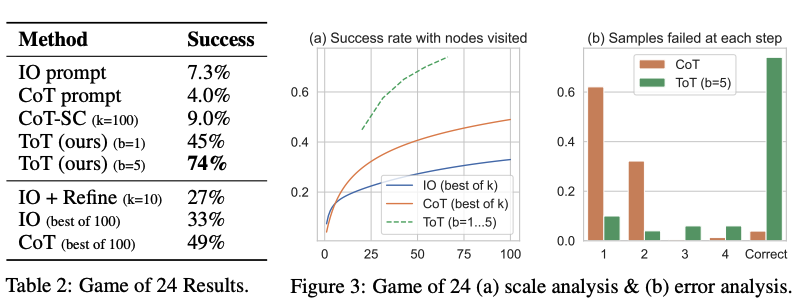 Method Success
IO prompt 7.3%
CoT prompt 4.0%
CoT-SC (k=100) 9.0%
ToT (ours) (b=1) 45%
ToT (ours) (b=5) 74%
IO + Refine (k=10) 27%
IO (best of 100) 33%
CoT (best of 100) 49%
Table 2: Game of 24 Results.
(a) Success rate with nodes visited
0.6
0.4
0.2
0 25 50 75 100
IO (best of k)
CoT (best of k)
ToT (b=1...5)
(b) Samples failed at each step
CoT
ToT (b=5)
0.6
0.4
0.2
0.0
1 2 3 4 Correct
Figure 3: Game of 24 (a) scale analysis & (b) error analysis.